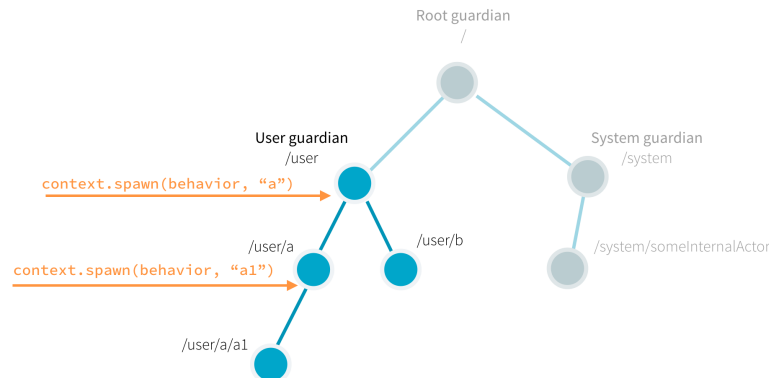 Root guardian
/
User guardian
/user
System guardian
/system
context.spawn(behavior, “a”)
/user/a
/user/b
/system/someInternalActor
context.spawn(behavior, “a1”)
/user/a/a1